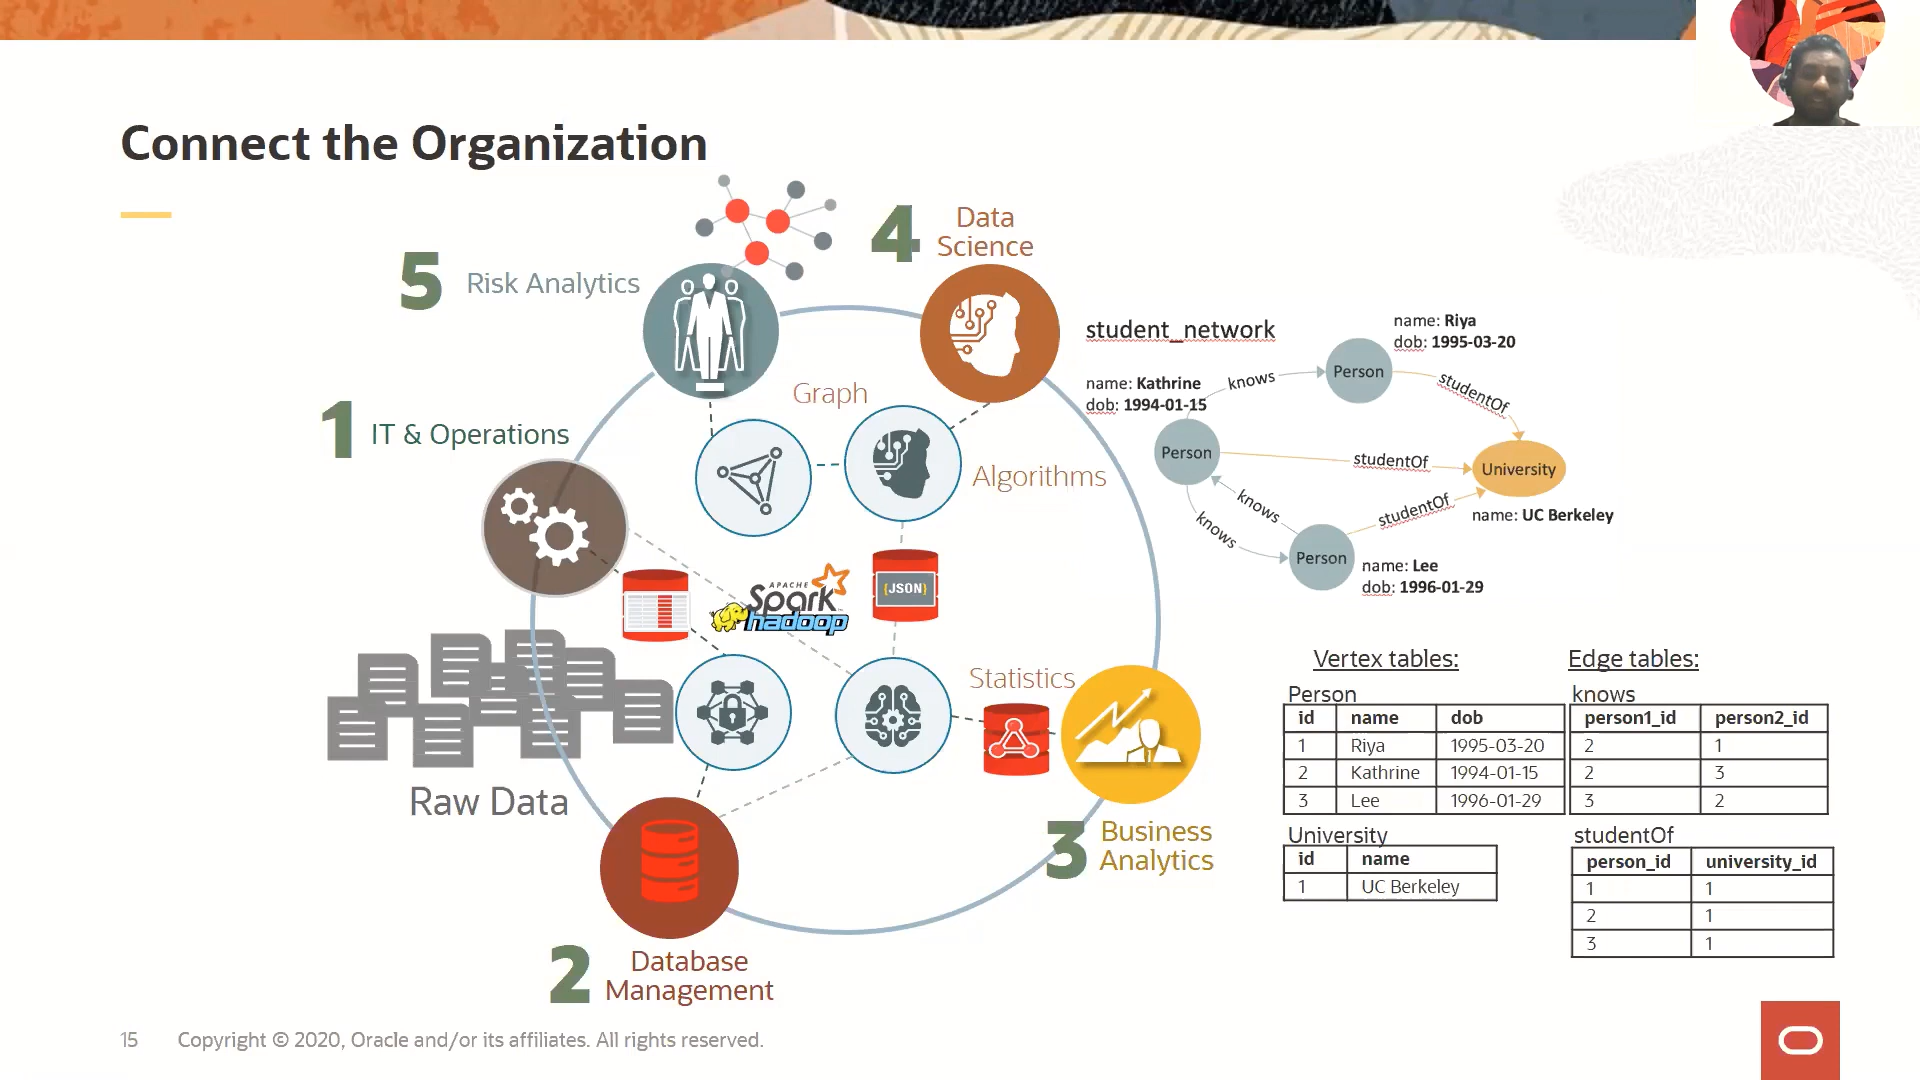 Connect the Organization
5 Risk Analytics
4 Data
Science
1 IT & Operations
Graph
Algorithms
APACHE
Spark
hadoop
{JSON}
Statistics
Raw Data
3 Business
Analytics
2 Database
Management
student_network
name: Riya
dob: 1995-03-20
name: Kathrine
dob: 1994-01-15
knows
Person
studentOf
Person
studentOf
University
knows
studentOf
name: UC Berkeley
knows
Person
name: Lee
dob: 1996-01-29
Vertex tables:
Person
id name dob
1 Riya 1995-03-20
2 Kathrine 1994-01-15
3 Lee 1996-01-29
University
id name
1 UC Berkeley
Edge tables:
knows
person1_id person2_id
2 1
2 3
3 2
studentOf
person_id university_id
1 1
2 1
3 1
15 Copyright © 2020, Oracle and/or its affiliates. All rights reserved.